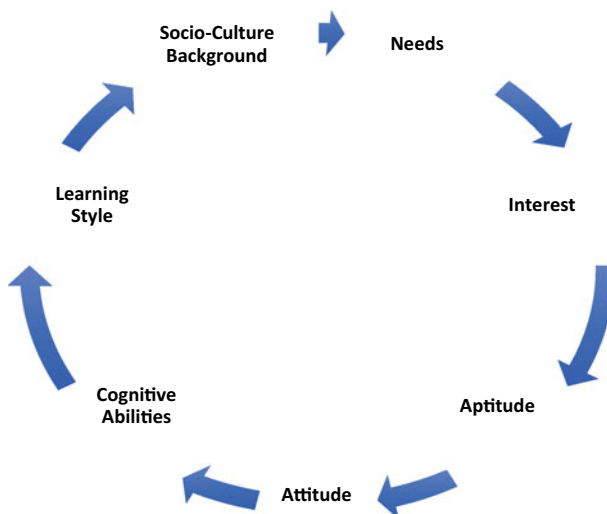 Socio-Culture
Background
Needs
Learning
Style
Interest
Cognitive
Abilities
Aptitude
Attitude